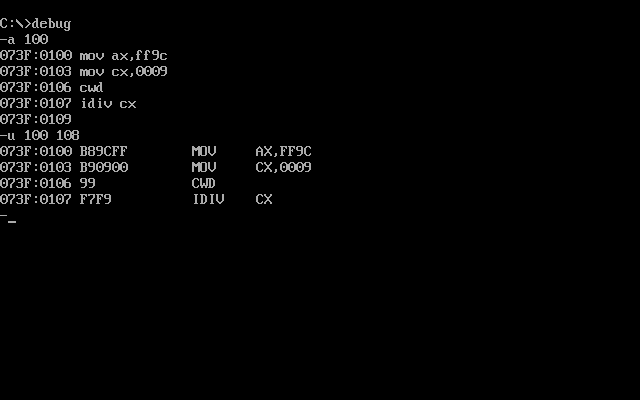 C:\>debug
-a 100
073F:0100 mov ax,ff9c
073F:0103 mov cx,0009
073F:0106 cwd
073F:0107 idiv cx
073F:0109
-u 100 108
073F:0100 B89CFF        MOV     AX,FF9C
073F:0103 B90900        MOV     CX,0009
073F:0106 99            CWD
073F:0107 F7F9          IDIV    CX
-_